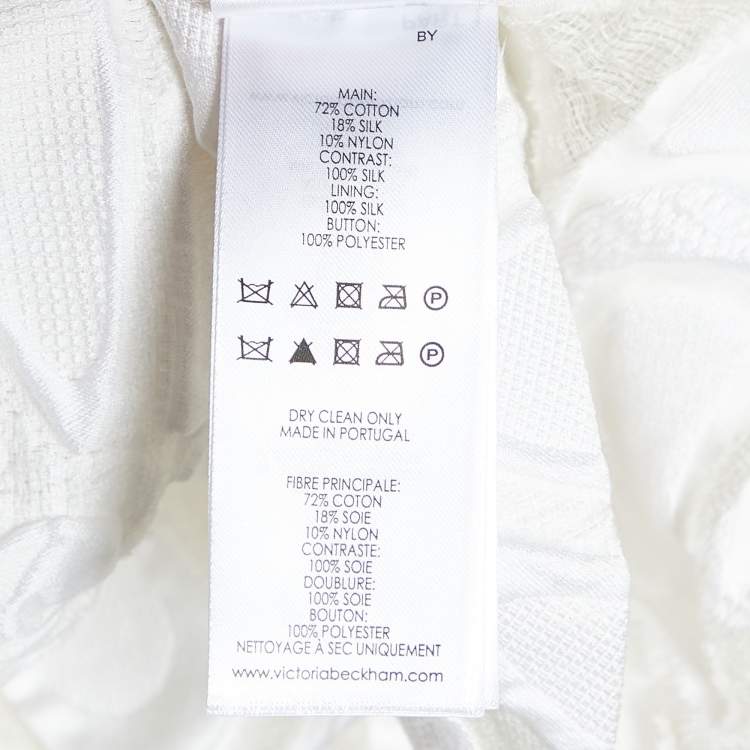 BY
MAIN:
72% COTTON
18% SILK
10% NYLON
CONTRAST:
100% SILK
LINING:
100% SILK
BUTTON:
100% POLYESTER
P
P
DRY CLEAN ONLY
MADE IN PORTUGAL
FIBRE PRINCIPALE:
72% COTON
18% SOIE
10% NYLON
CONTRASTE:
100% SOIE
DOUBLURE:
100% SOIE
BOUTON:
100% POLYESTER
NETTOYAGE À SEC UNIQUEMENT
www.victoriabeckham.com